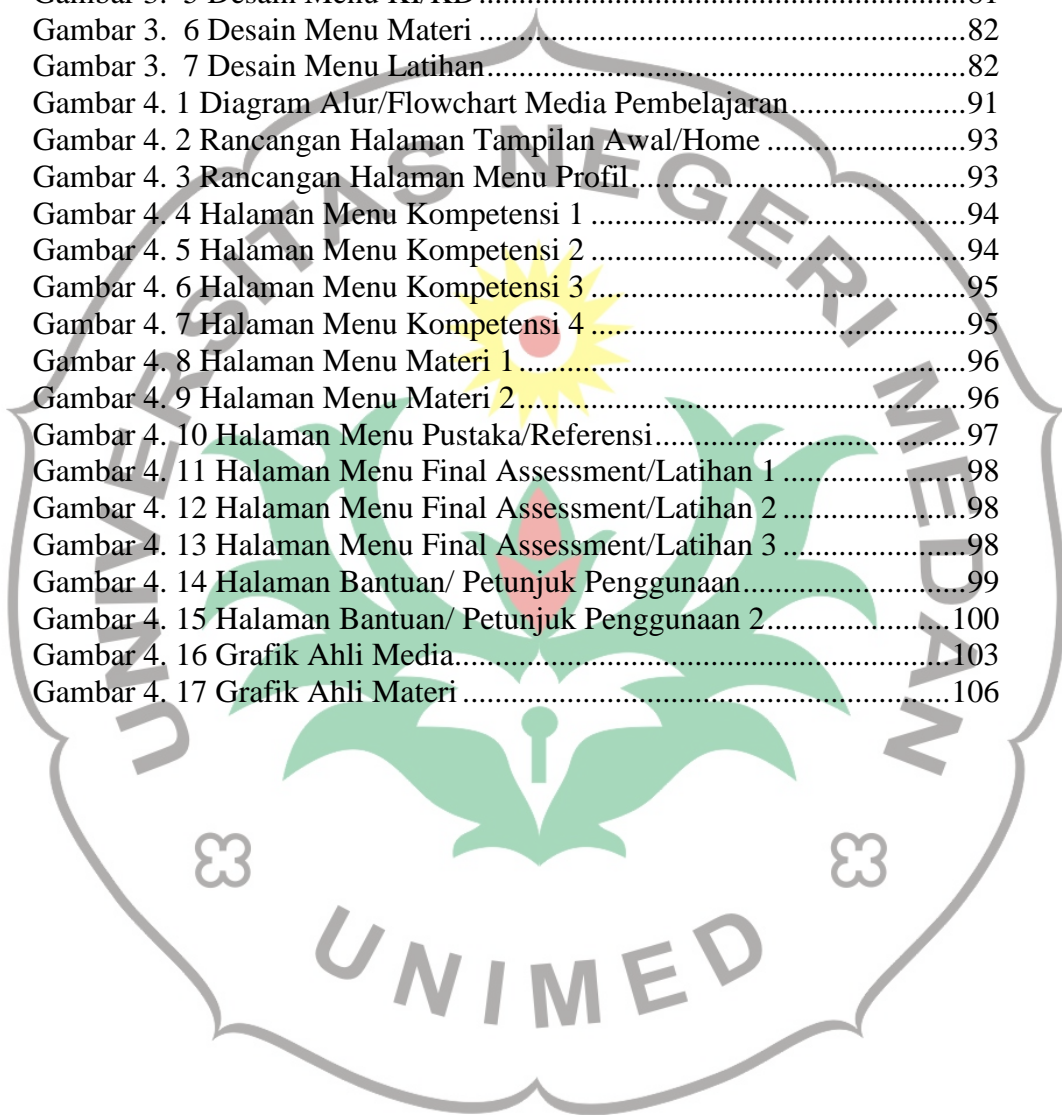 Gambar 3.  5 Desain Menu KI/KD.......................................................................81
Gambar 3.  6 Desain Menu Materi .....................................................................82
Gambar 3.  7 Desain Menu Latihan....................................................................82
Gambar 4. 1 Diagram Alur/Flowchart Media Pembelajaran.........................91
Gambar 4. 2 Rancangan Halaman Tampilan Awal/Home ............................93
Gambar 4. 3 Rancangan Halaman Menu Profil...............................................93
Gambar 4. 4 Halaman Menu Kompetensi 1 .....................................................94
Gambar 4. 5 Halaman Menu Kompetensi 2 .....................................................94
Gambar 4. 6 Halaman Menu Kompetensi 3 .....................................................95
Gambar 4. 7 Halaman Menu Kompetensi 4 .....................................................95
Gambar 4. 8 Halaman Menu Materi 1...............................................................96
Gambar 4. 9 Halaman Menu Materi 2...............................................................96
Gambar 4. 10 Halaman Menu Pustaka/Referensi............................................97
Gambar 4. 11 Halaman Menu Final Assessment/Latihan 1 ..........................98
Gambar 4. 12 Halaman Menu Final Assessment/Latihan 2 ..........................98
Gambar 4. 13 Halaman Menu Final Assessment/Latihan 3 ..........................98
Gambar 4. 14 Halaman Bantuan/ Petunjuk Penggunaan................................99
Gambar 4. 15 Halaman Bantuan/ Petunjuk Penggunaan 2..........................100
Gambar 4. 16 Grafik Ahli Media......................................................................103
Gambar 4. 17 Grafik Ahli Materi .....................................................................106
UNIVERSITAS NEGERI MEDAN
UNIMED